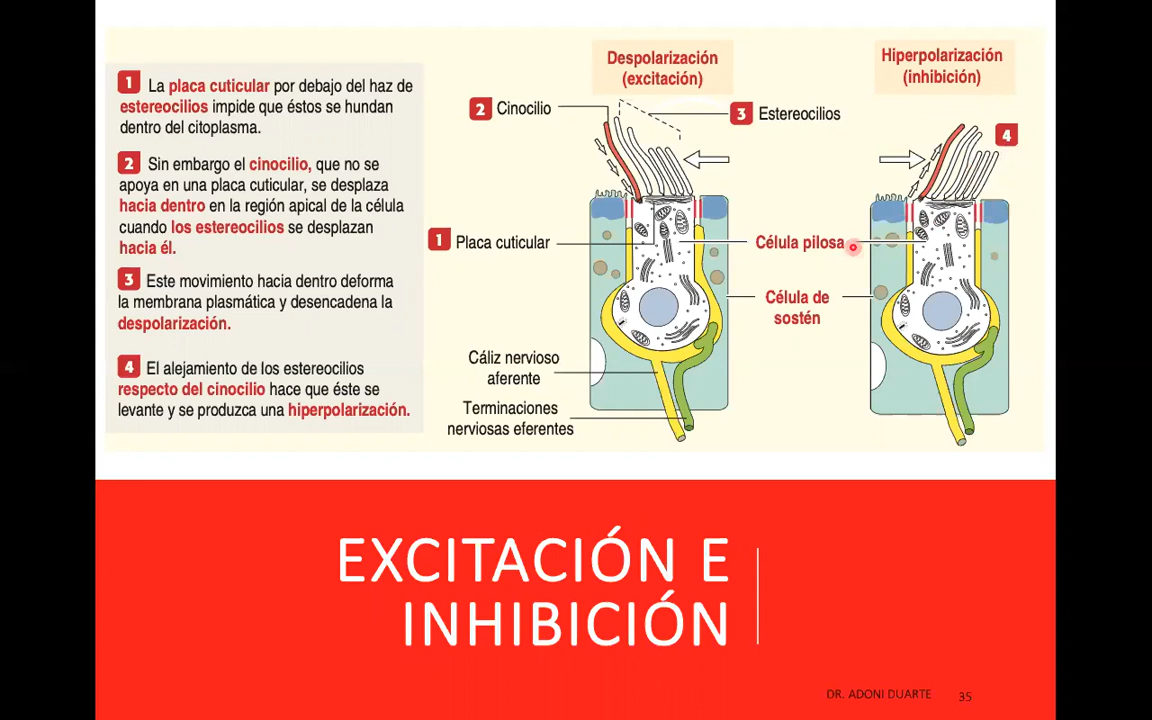 1 La placa cuticular por debajo del haz de
estereocilios impide que éstos se hundan
dentro del citoplasma.
2 Sin embargo el cinocilio, que no se
apoya en una placa cuticular, se desplaza
hacia dentro en la región apical de la célula
cuando los estereocilios se desplazan
hacia él.
3 Este movimiento hacia dentro deforma
la membrana plasmática y desencadena la
despolarización.
4 El alejamiento de los estereocilios
respecto del cinocilio hace que éste se
levante y se produzca una hiperpolarización.
Despolarización
(excitación)
Hiperpolarización
(inhibición)
2 Cinocilio
3 Estereocilios
4
1 Placa cuticular
Célula pilosa
Célula de
sostén
Cáliz nervioso
aferente
Terminaciones
nerviosas eferentes
EXCITACIÓN E
INHIBICIÓN
DR. ADONI DUARTE 35